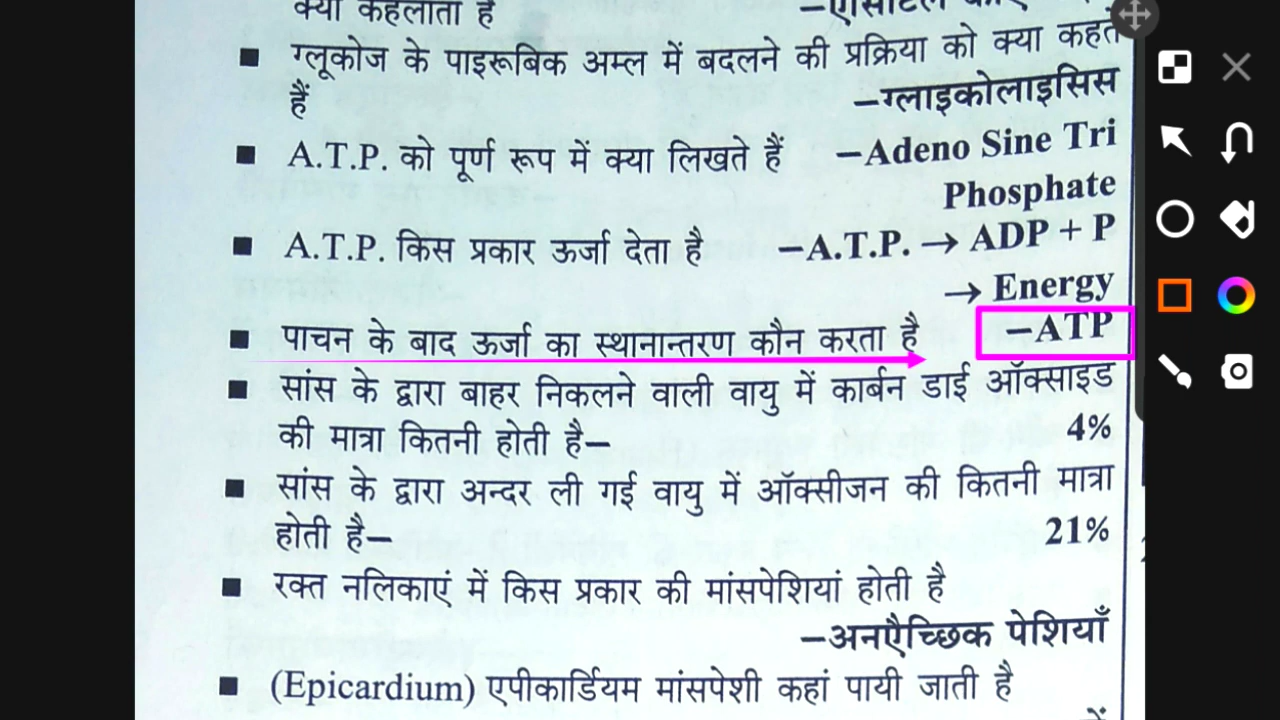 क्या कहलाता है
■ ग्लूकोज के पाइरूबिक अम्ल में बदलने की प्रक्रिया को क्या कहते
हैं –ग्लाइकोलाइसिस
■ A.T.P. को पूर्ण रूप में क्या लिखते हैं –Adeno Sine Tri
Phosphate
■ A.T.P. किस प्रकार ऊर्जा देता है –A.T.P. → ADP + P
→ Energy
■ पाचन के बाद ऊर्जा का स्थानान्तरण कौन करता है –ATP
■ सांस के द्वारा बाहर निकलने वाली वायु में कार्बन डाई ऑक्साइड
की मात्रा कितनी होती है– 4%
■ सांस के द्वारा अन्दर ली गई वायु में ऑक्सीजन की कितनी मात्रा
होती है– 21%
■ रक्त नलिकाएं में किस प्रकार की मांसपेशियां होती है
–अनऐच्छिक पेशियाँ
■ (Epicardium) एपीकार्डियम मांसपेशी कहां पायी जाती है